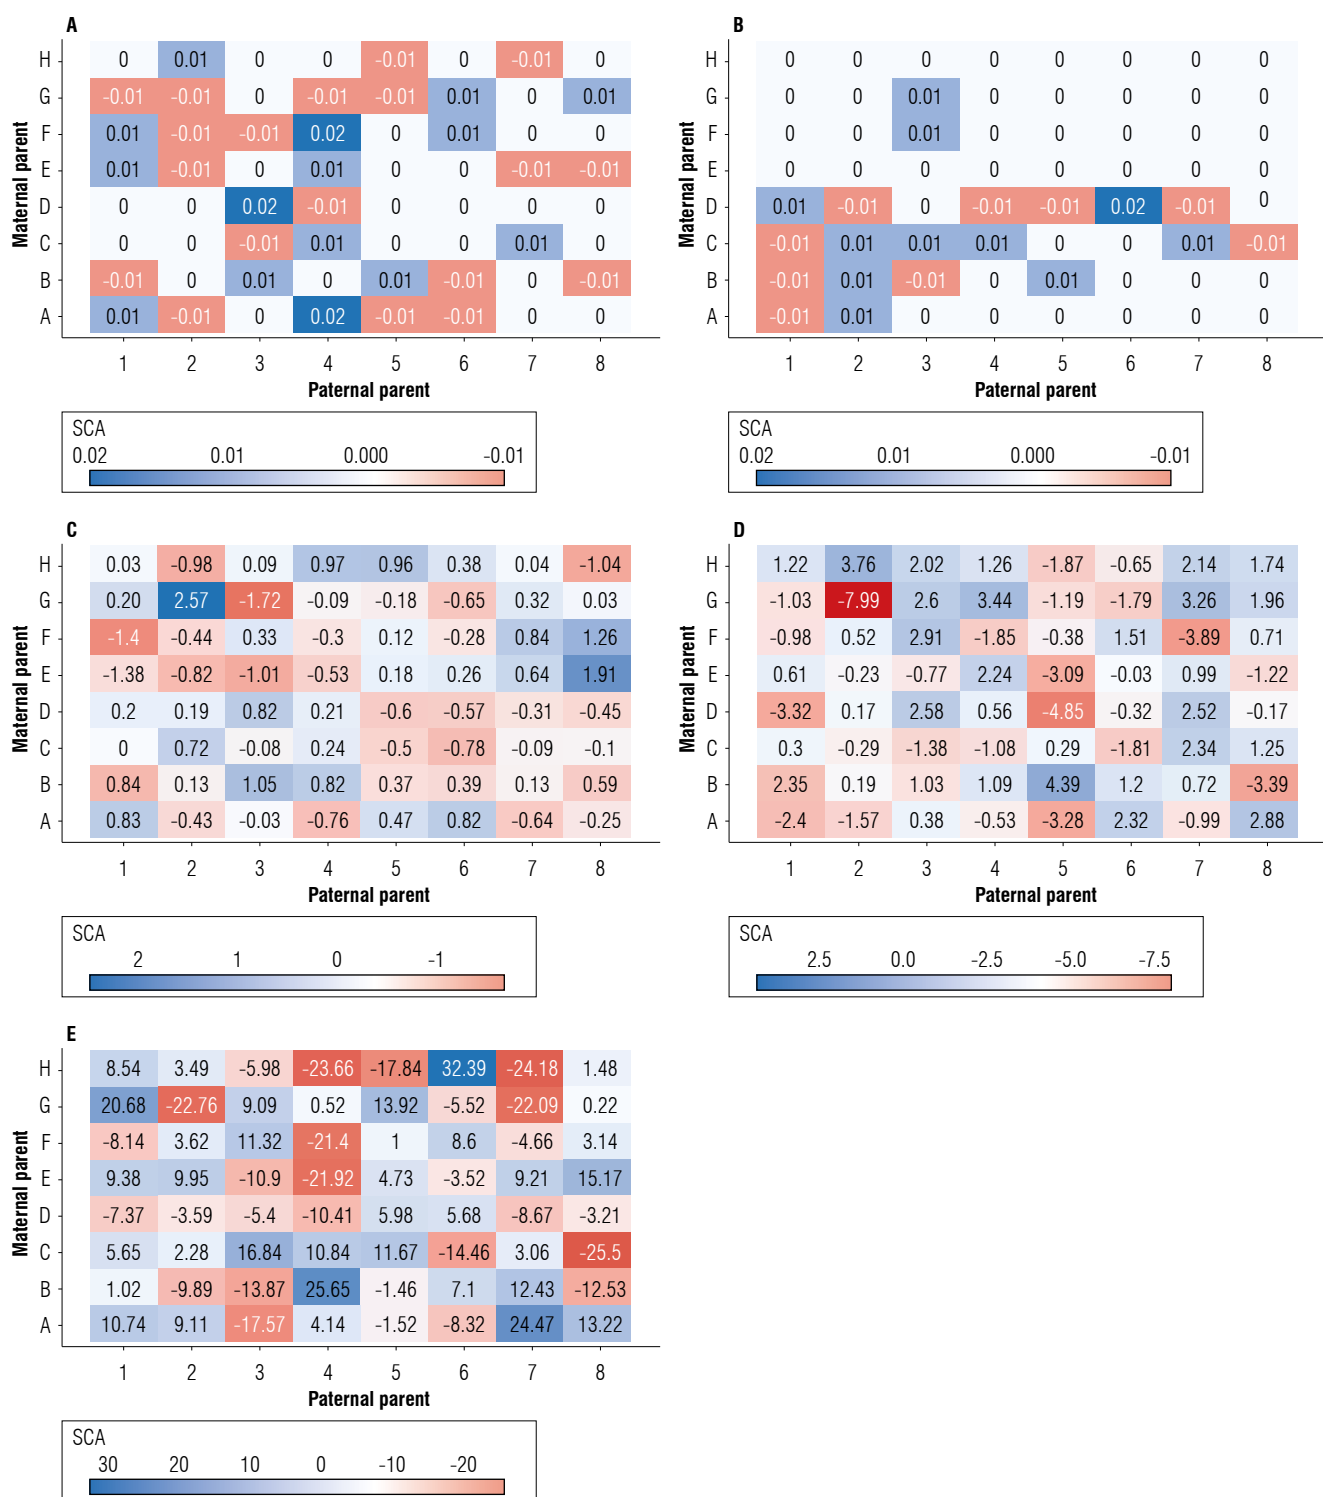 A
H 0 0.01 0 0 -0.01 0 -0.01 0
G -0.01 -0.01 0 -0.01 -0.01 0.01 0 0.01
F 0.01 -0.01 -0.01 0.02 0 0.01 0 0
E 0.01 -0.01 0 0.01 0 0 -0.01 -0.01
D 0 0 0.02 -0.01 0 0 0 0
C 0 0 -0.01 0.01 0 0 0.01 0
B -0.01 0 0.01 0 0.01 -0.01 0 -0.01
A 0.01 -0.01 0 0.02 -0.01 -0.01 0 0
Maternal parent
1 2 3 4 5 6 7 8
Paternal parent
SCA
0.02 0.01 0.000 -0.01
B
H 0 0 0 0 0 0 0 0
G 0 0 0.01 0 0 0 0 0
F 0 0 0.01 0 0 0 0 0
E 0 0 0 0 0 0 0 0
D 0.01 -0.01 0 -0.01 -0.01 0.02 -0.01 0
C -0.01 0.01 0.01 0.01 0 0 0.01 -0.01
B -0.01 0.01 -0.01 0 0.01 0 0 0
A -0.01 0.01 0 0 0 0 0 0
Maternal parent
1 2 3 4 5 6 7 8
Paternal parent
SCA
0.02 0.01 0.000 -0.01
C
H 0.03 -0.98 0.09 0.97 0.96 0.38 0.04 -1.04
G 0.20 2.57 -1.72 -0.09 -0.18 -0.65 0.32 0.03
F -1.4 -0.44 0.33 -0.3 0.12 -0.28 0.84 1.26
E -1.38 -0.82 -1.01 -0.53 0.18 0.26 0.64 1.91
D 0.2 0.19 0.82 0.21 -0.6 -0.57 -0.31 -0.45
C 0 0.72 -0.08 0.24 -0.5 -0.78 -0.09 -0.1
B 0.84 0.13 1.05 0.82 0.37 0.39 0.13 0.59
A 0.83 -0.43 -0.03 -0.76 0.47 0.82 -0.64 -0.25
Maternal parent
1 2 3 4 5 6 7 8
Paternal parent
SCA
2 1 0 -1
D
H 1.22 3.76 2.02 1.26 -1.87 -0.65 2.14 1.74
G -1.03 -7.99 2.6 3.44 -1.19 -1.79 3.26 1.96
F -0.98 0.52 2.91 -1.85 -0.38 1.51 -3.89 0.71
E 0.61 -0.23 -0.77 2.24 -3.09 -0.03 0.99 -1.22
D -3.32 0.17 2.58 0.56 -4.85 -0.32 2.52 -0.17
C 0.3 -0.29 -1.38 -1.08 0.29 -1.81 2.34 1.25
B 2.35 0.19 1.03 1.09 4.39 1.2 0.72 -3.39
A -2.4 -1.57 0.38 -0.53 -3.28 2.32 -0.99 2.88
Maternal parent
1 2 3 4 5 6 7 8
Paternal parent
SCA
2.5 0.0 -2.5 -5.0 -7.5
E
H 8.54 3.49 -5.98 -23.66 -17.84 32.39 -24.18 1.48
G 20.68 -22.76 9.09 0.52 13.92 -5.52 -22.09 0.22
F -8.14 3.62 11.32 -21.4 1 8.6 -4.66 3.14
E 9.38 9.95 -10.9 -21.92 4.73 -3.52 9.21 15.17
D -7.37 -3.59 -5.4 -10.41 5.98 5.68 -8.67 -3.21
C 5.65 2.28 16.84 10.84 11.67 -14.46 3.06 -25.5
B 1.02 -9.89 -13.87 25.65 -1.46 7.1 12.43 -12.53
A 10.74 9.11 -17.57 4.14 -1.52 -8.32 24.47 13.22
Maternal parent
1 2 3 4 5 6 7 8
Paternal parent
SCA
30 20 10 0 -10 -20